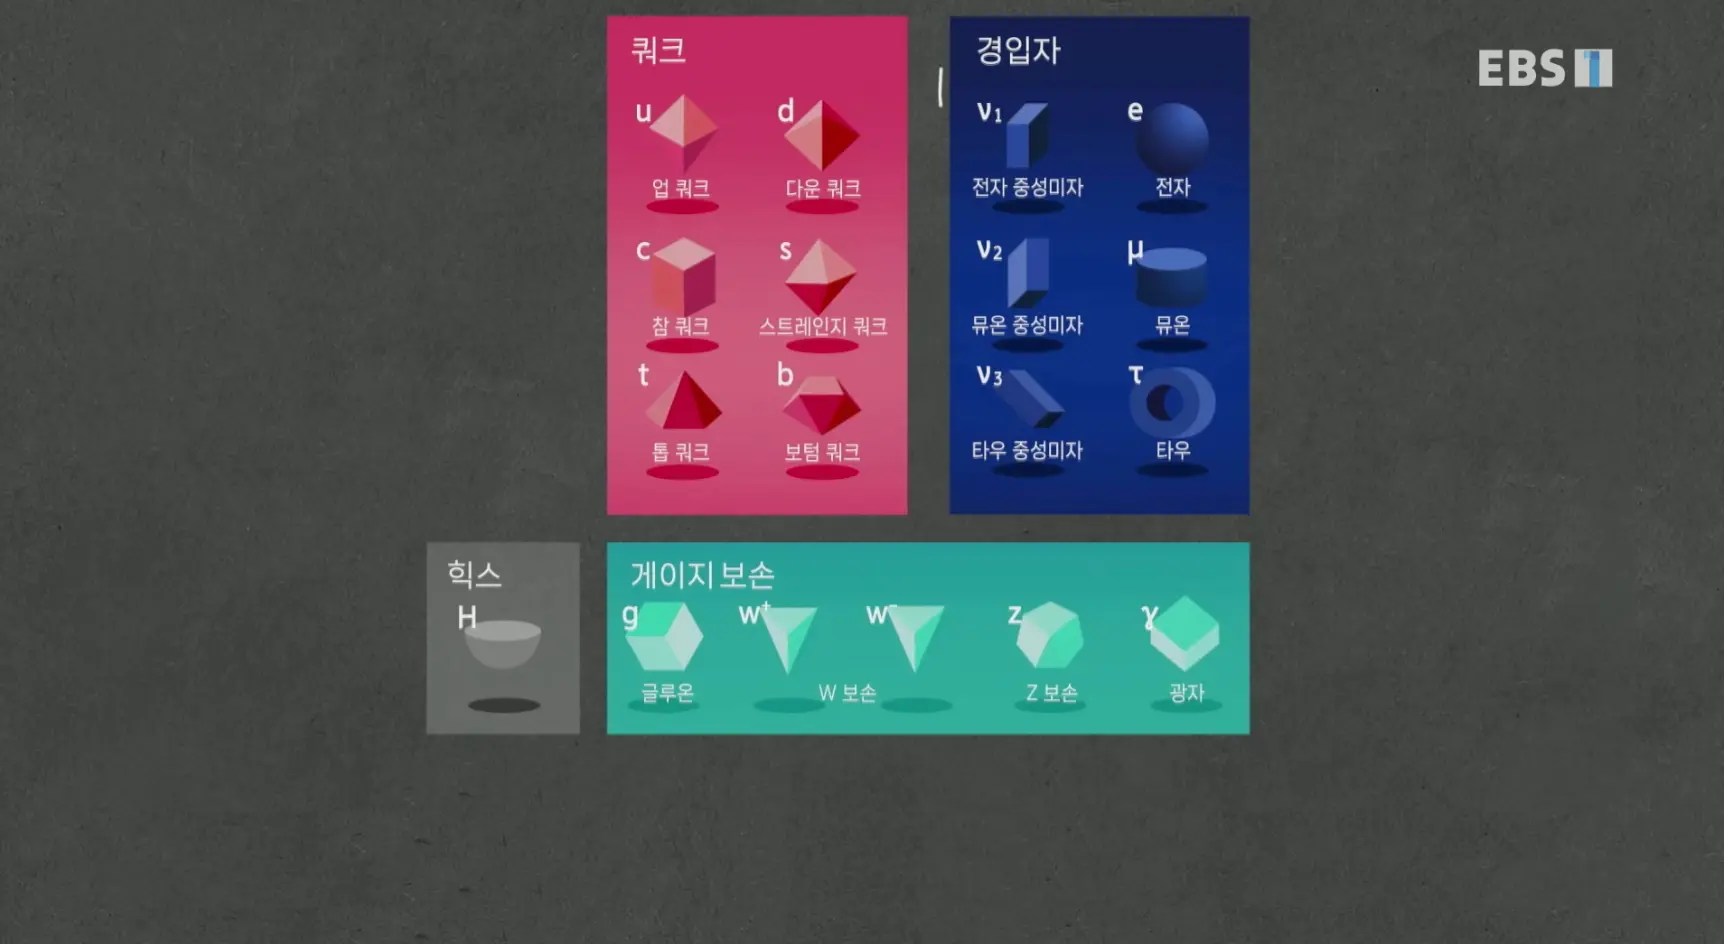 쿼크
u
d
업 쿼크
다운 쿼크
c
s
참 쿼크
스트레인지 쿼크
t
b
톱 쿼크
보텀 쿼크
경입자
ν₁
e
전자 중성미자
전자
ν₂
μ
뮤온 중성미자
뮤온
ν₃
τ
타우 중성미자
타우
EBS 1
힉스
H
게이지 보손
g
w⁺
w⁻
z
γ
글루온
W 보손
Z 보손
광자